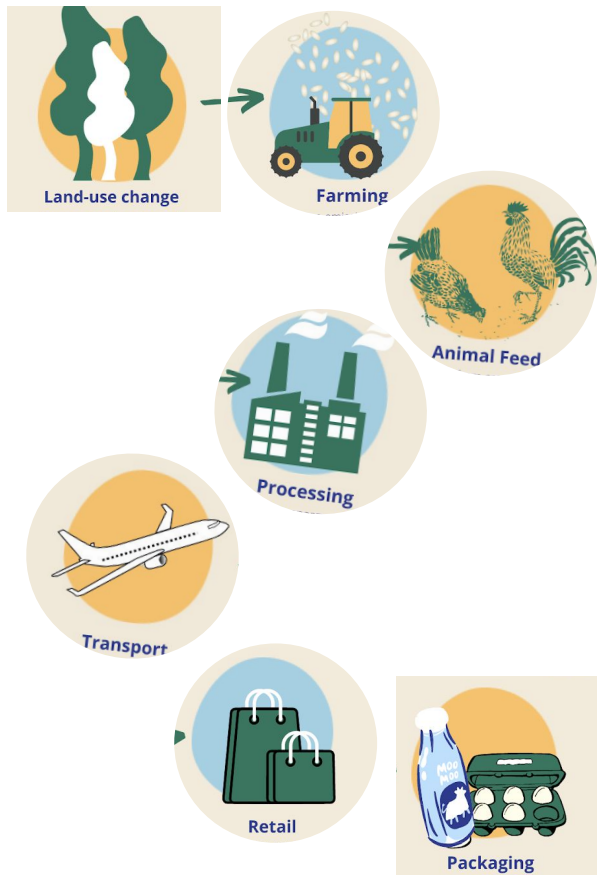 Land-use change
Farming
Animal Feed
Processing
Transport
Retail
MOO
MOO
Packaging